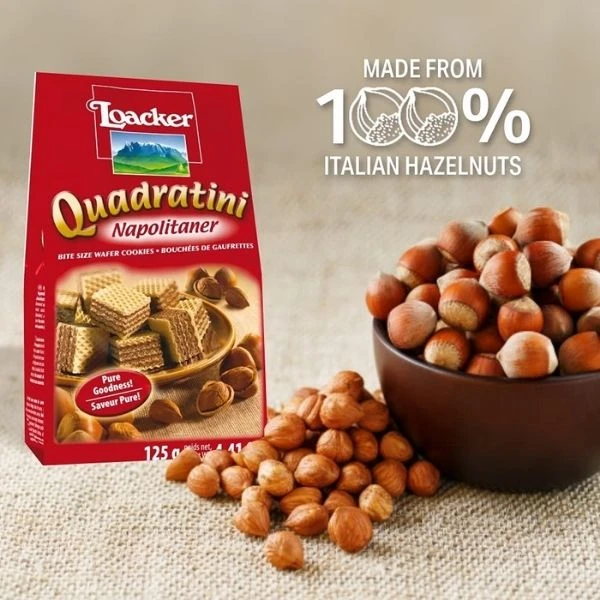 Loacker
Quadratini
Napolitaner
BITE SIZE WAFER COOKIES • BOUCHÉES DE GAUFRETTES
Pure
Goodness!
Saveur Pure!
125 g
MADE FROM
100%
ITALIAN HAZELNUTS